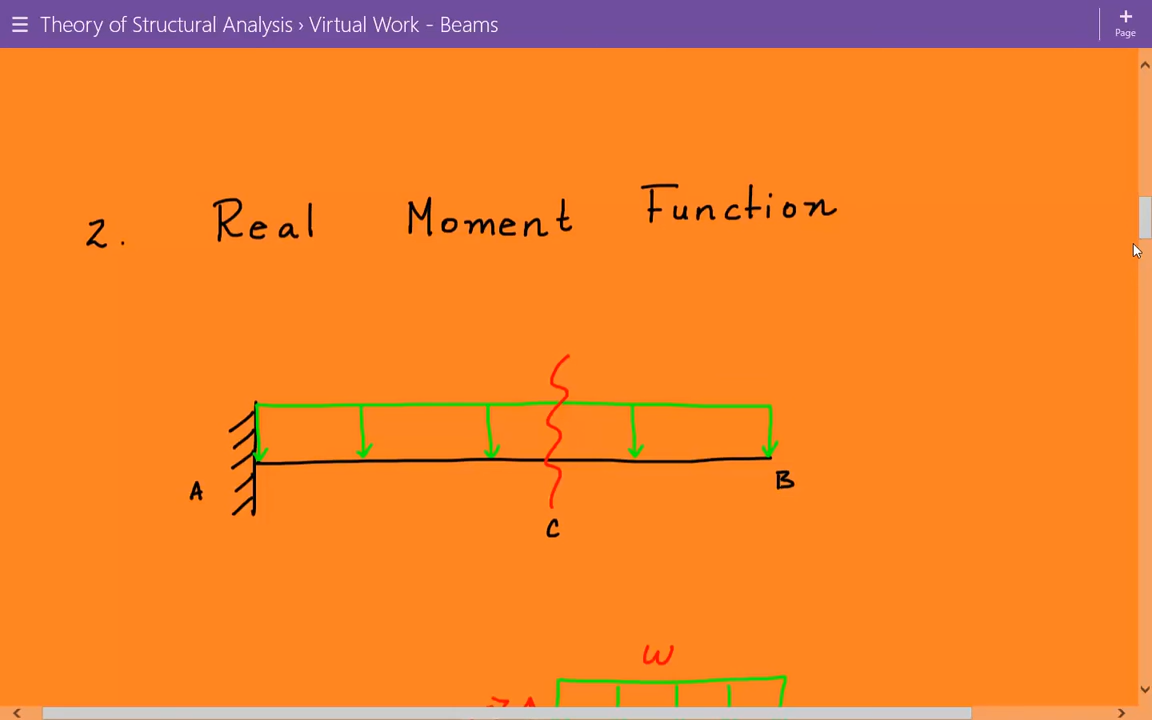 Theory of Structural Analysis › Virtual Work - Beams
Page
2. Real Moment Function
A
B
C
w